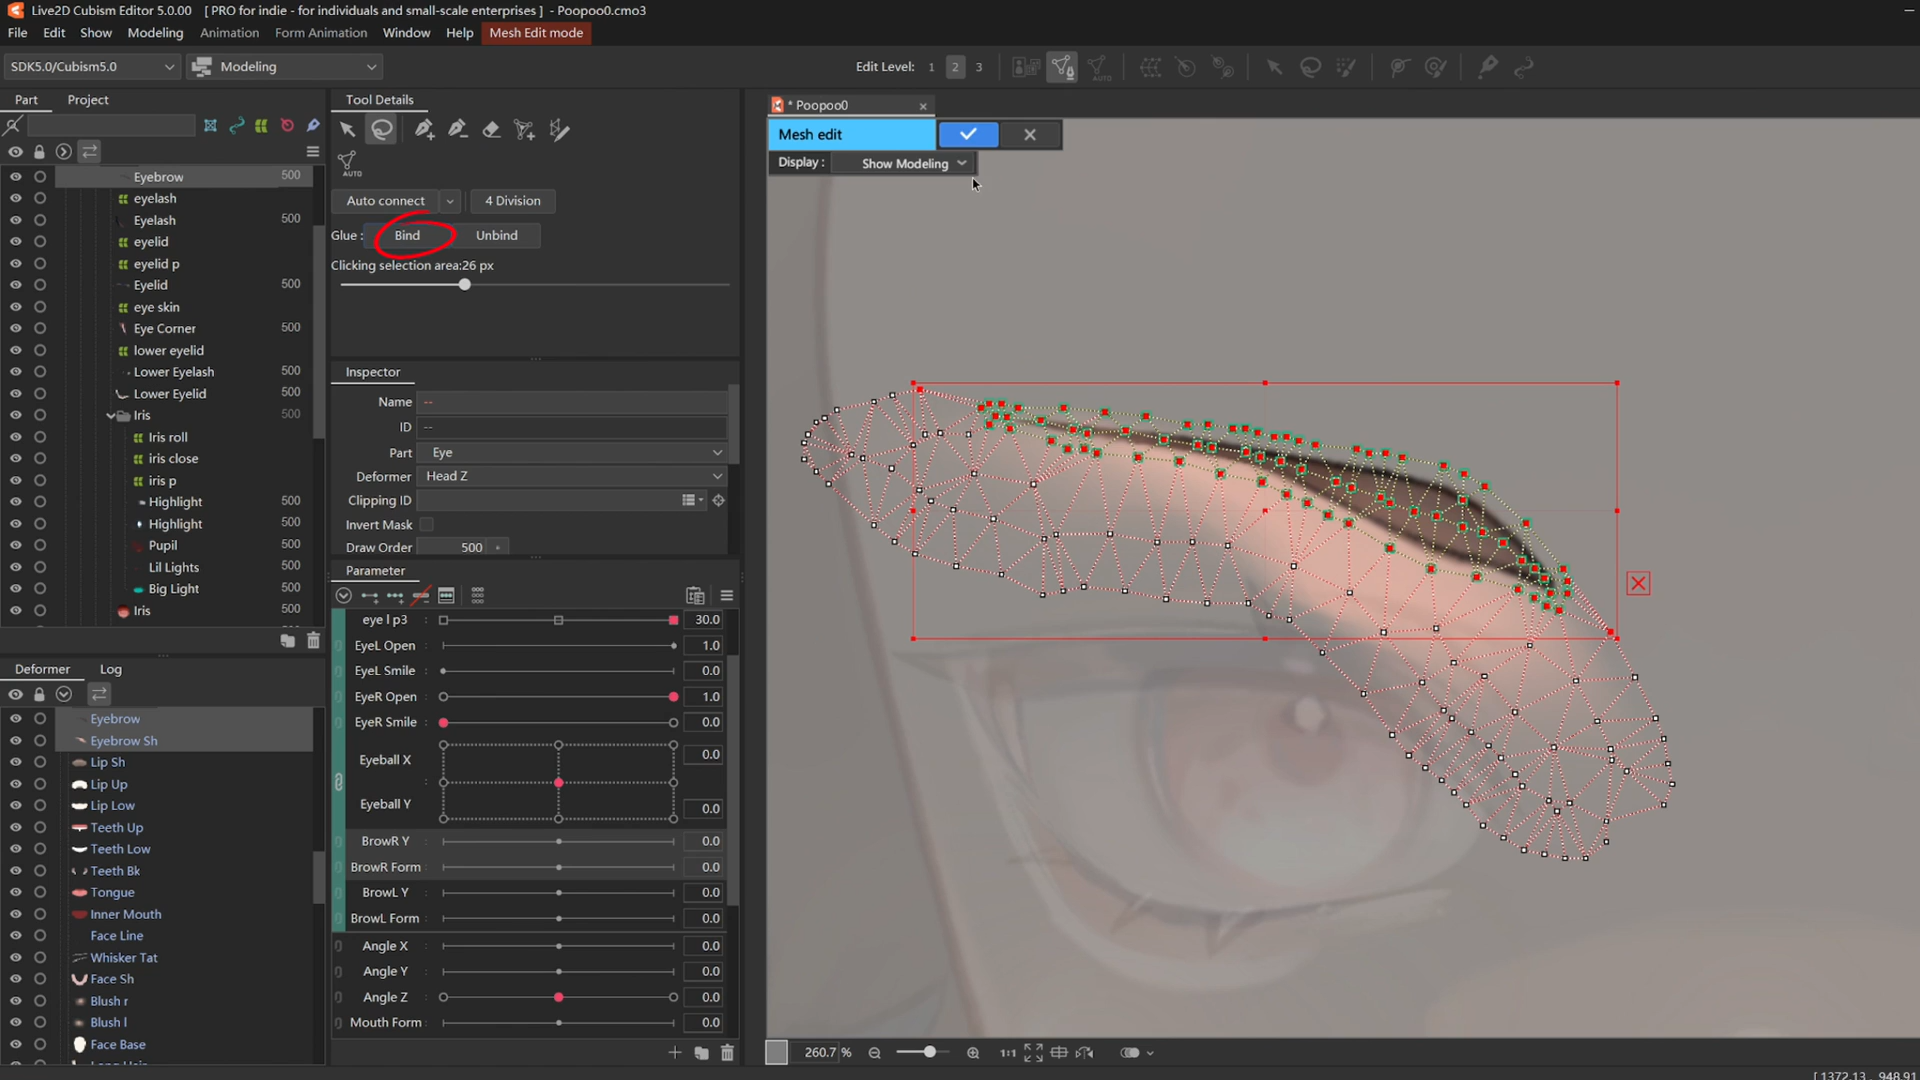 Live2D Cubism Editor 5.0.00 [ PRO for indie - for individuals and small-scale enterprises ] - Poopoo0.cmo3
File Edit Show Modeling Animation Form Animation Window Help Mesh Edit mode
SDK5.0/Cubism5.0 Modeling Edit Level: 1 2 3
Part Project
Tool Details
* Poopoo0
Mesh edit
Display : Show Modeling
AUTO
Auto connect 4 Division
Glue : Bind Unbind
Clicking selection area:26 px
Eyebrow 500
eyelash
Eyelash 500
eyelid
eyelid p
Eyelid 500
eye skin
Eye Corner 500
lower eyelid
Lower Eyelash 500
Lower Eyelid 500
Iris 500
Iris roll
iris close
iris p
Highlight 500
Highlight 500
Pupil 500
Lil Lights 500
Big Light 500
Iris 500
Inspector
Name --
ID --
Part Eye
Deformer Head Z
Clipping ID
Invert Mask
Draw Order 500
Parameter
eye l p3 30.0
EyeL Open 1.0
EyeL Smile 0.0
EyeR Open 1.0
EyeR Smile 0.0
Eyeball X 0.0
Eyeball Y 0.0
BrowR Y 0.0
BrowR Form 0.0
BrowL Y 0.0
BrowL Form 0.0
Angle X 0.0
Angle Y 0.0
Angle Z 0.0
Mouth Form 0.0
Deformer Log
Eyebrow
Eyebrow Sh
Lip Sh
Lip Up
Lip Low
Teeth Up
Teeth Low
Teeth Bk
Tongue
Inner Mouth
Face Line
Whisker Tat
Face Sh
Blush r
Blush l
Face Base
260.7 % 1:1
[ 1372.13 , 948.91